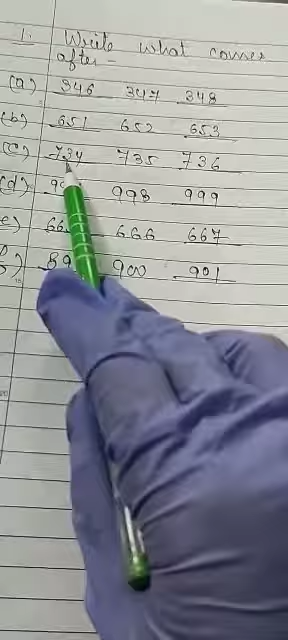 1. Write what comes
after -
(a) 346 347 348
(b) 651 652 653
(c) 734 735 736
(d) 998 999
(e) 666 667
900 901